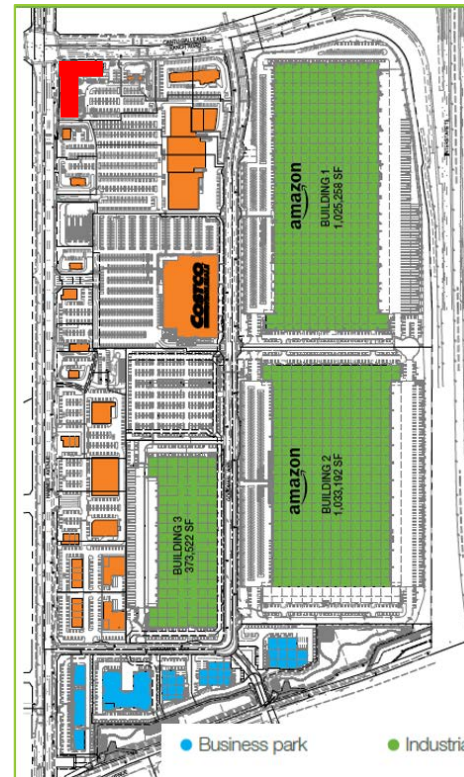 amazon
BUILDING 1
1,025,258 SF
COSTCO
amazon
BUILDING 2
1,033,192 SF
BUILDING 3
373,522 SF
Business park
Industria